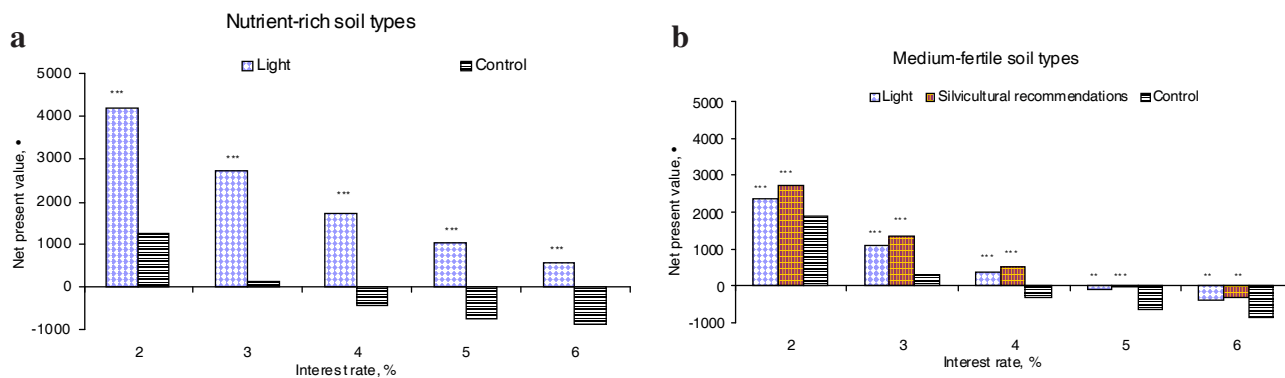 a
Nutrient-rich soil types
Light
Control
Net present value, •
5000
4000
3000
2000
1000
0
-1000
***
***
***
***
***
2
3
4
5
6
Interest rate, %
b
Medium-fertile soil types
Light
Silvicultural recommendations
Control
Net present value, •
5000
4000
3000
2000
1000
0
-1000
*** ***
*** ***
*** ***
** ***
** **
2
3
4
5
6
Interest rate, %